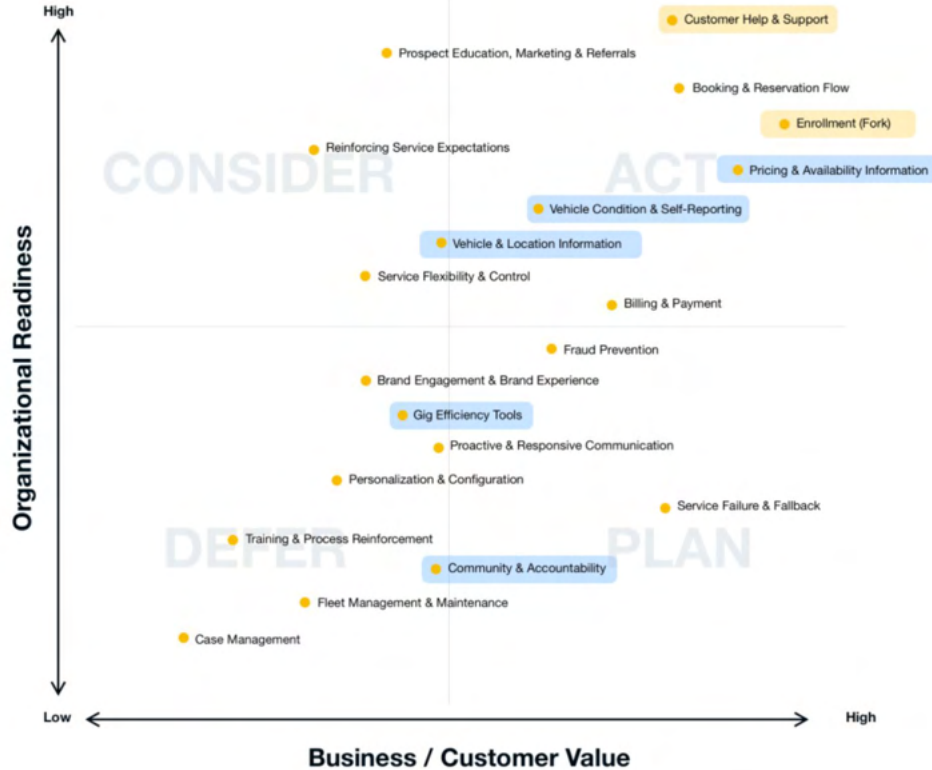 High
Customer Help & Support
Prospect Education, Marketing & Referrals
Booking & Reservation Flow
Enrollment (Fork)
Reinforcing Service Expectations
CONSIDER
ACT
Pricing & Availability Information
Vehicle Condition & Self-Reporting
Vehicle & Location Information
Service Flexibility & Control
Billing & Payment
Organizational Readiness
Fraud Prevention
Brand Engagement & Brand Experience
Gig Efficiency Tools
Proactive & Responsive Communication
Personalization & Configuration
Service Failure & Fallback
Training & Process Reinforcement
DEFER
PLAN
Community & Accountability
Fleet Management & Maintenance
Case Management
Low
High
Business / Customer Value